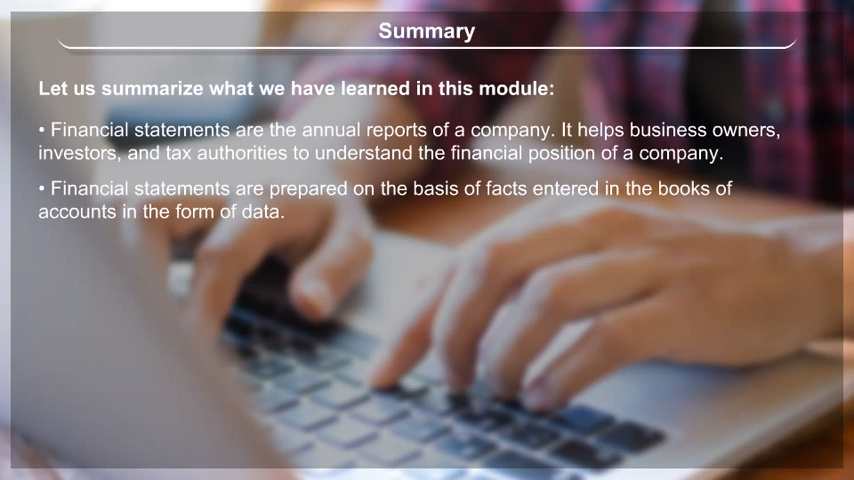 Summary
Let us summarize what we have learned in this module:
• Financial statements are the annual reports of a company. It helps business owners,
investors, and tax authorities to understand the financial position of a company.
• Financial statements are prepared on the basis of facts entered in the books of
accounts in the form of data.